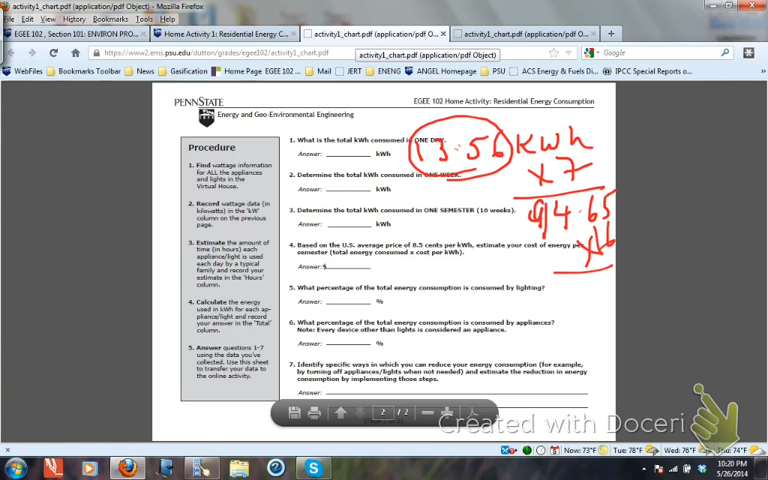 activity1_chart.pdf (application/pdf Object) - Mozilla Firefox
File Edit View History Bookmarks Tools Help
EGEE 102, Section 101: ENVIRON PRO...
Home Activity 1: Residential Energy C...
activity1_chart.pdf (application/pdf O...
activity1_chart.pdf (application/pdf O...
https://www2.ems.psu.edu/dutton/grades/egee102/activity1_chart.pdf
activity1_chart.pdf (application/pdf Object)
Google
WebFiles Bookmarks Toolbar News Gasification Home Page EGEE 102 ... Mail JERT ENENG ANGEL Homepage PSU ACS Energy & Fuels Di... IPCC Special Reports o...
PENNSTATE
Energy and Geo-Environmental Engineering
EGEE 102 Home Activity: Residential Energy Consumption
Procedure
1. Find wattage information
for ALL the appliances
and lights in the
Virtual House.
2. Record wattage data (in
kilowatts) in the "kW"
column on the previous
page.
3. Estimate the amount of
time (in hours) each
appliance/light is used
each day by a typical
family and record your
estimate in the "Hours"
column.
4. Calculate the energy
used in kWh for each ap-
pliance/light and record
your answer in the "Total"
column.
5. Answer questions 1-7
using the data you've
collected. Use this sheet
to transfer your data to
the online activity.
1. What is the total kWh consumed in ONE DAY.
Answer: kWh
2. Determine the total kWh consumed in ONE WEEK.
Answer: kWh
3. Determine the total kWh consumed in ONE SEMESTER (16 weeks).
Answer: kWh
4. Based on the U.S. average price of 8.5 cents per kWh, estimate your cost of energy per
semester (total energy consumed x cost per kWh).
Answer: $
5. What percentage of the total energy consumption is consumed by lighting?
Answer: %
6. What percentage of the total energy consumption is consumed by appliances?
Note: Every device other than lights is considered an appliance.
Answer: %
7. Identify specific ways in which you can reduce your energy consumption (for example,
by turning off appliances/lights when not needed) and estimate the reduction in energy
consumption by implementing those steps.
Answer:
13.56 kwh
x 7
94.65
x16
2 / 2
Created with Doceri
Now: 73°F Tue: 78°F Wed: 76°F Thu: 74°F
10:20 PM
5/26/2014